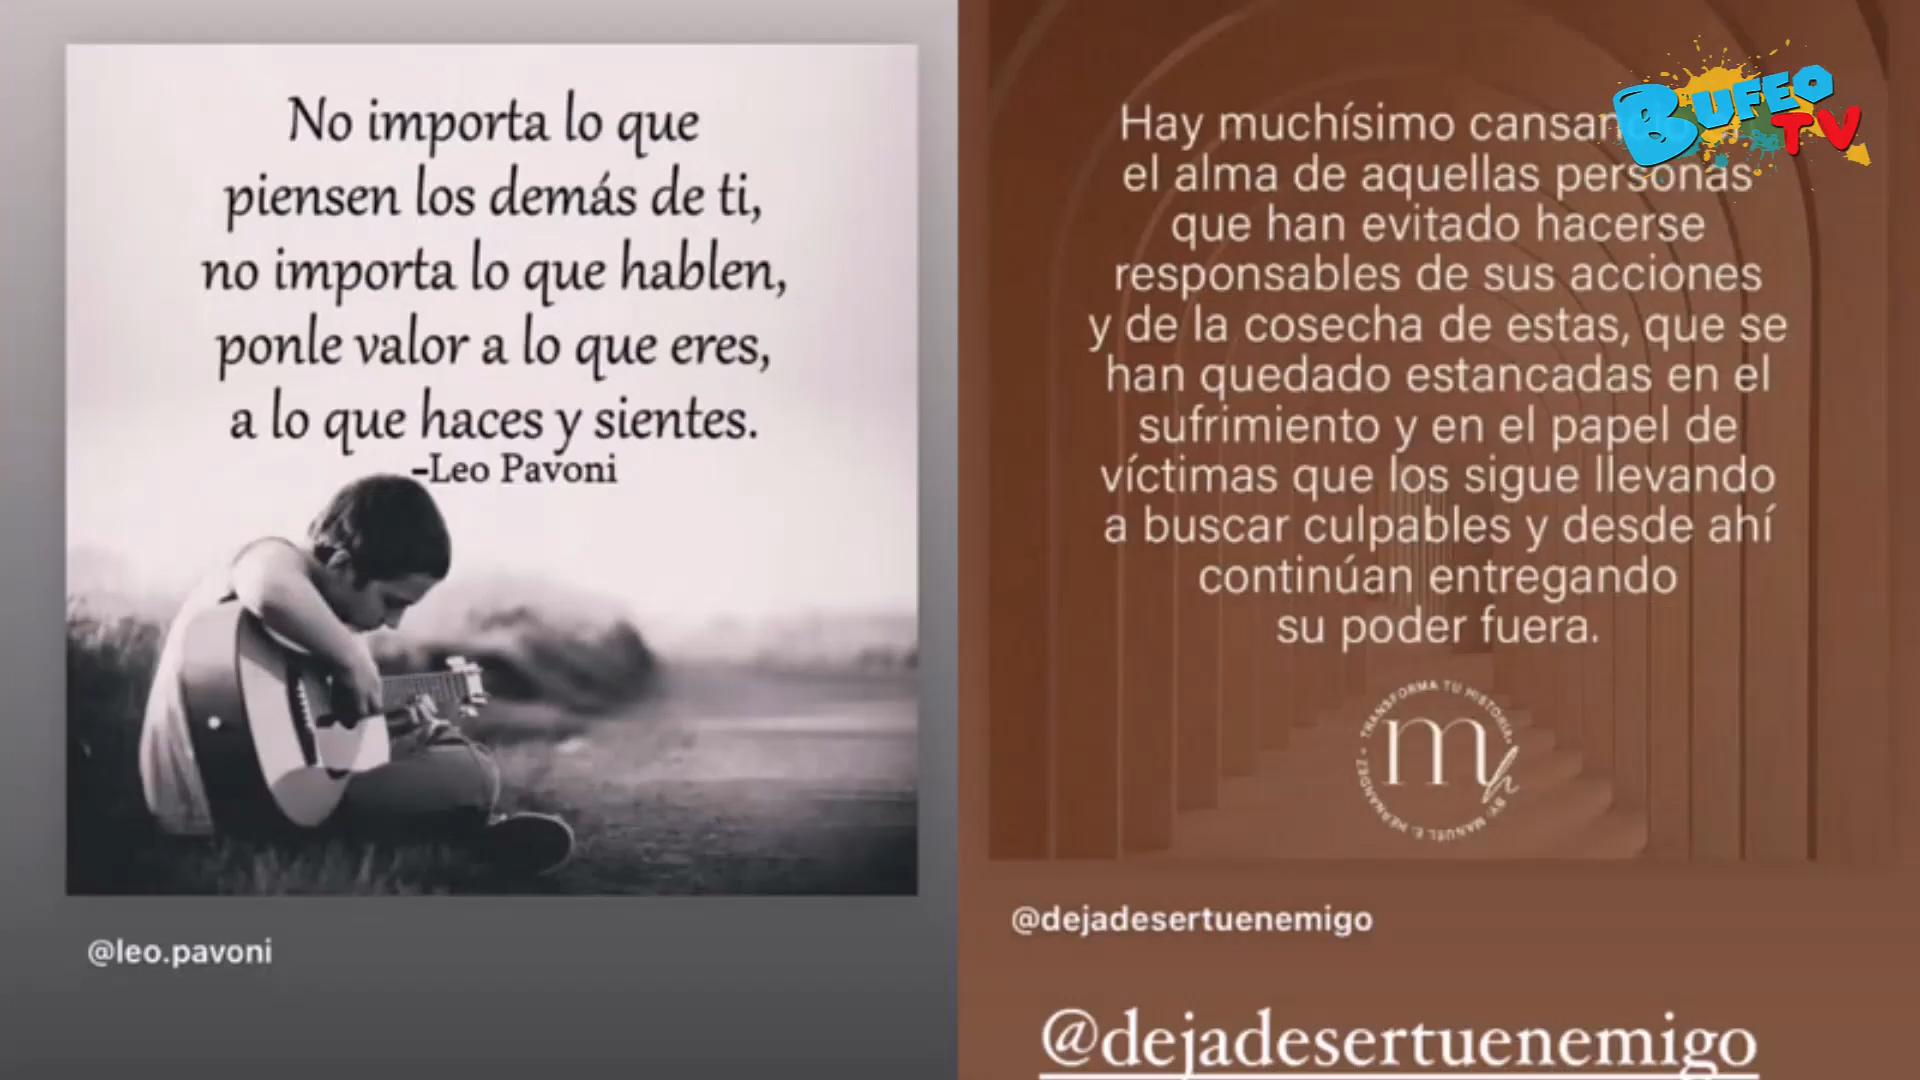 No importa lo que
piensen los demás de ti,
no importa lo que hablen,
ponle valor a lo que eres,
a lo que haces y sientes.
-Leo Pavoni
@leo.pavoni
BUFEO
TV
Hay muchísimo
el alma de aquellas personas
que han evitado hacerse
responsables de sus acciones
y de la cosecha de estas, que se
han quedado estancadas en el
sufrimiento y en el papel de
víctimas que los sigue llevando
a buscar culpables y desde ahí
continúan entregando
su poder fuera.
TRANSFORMA TU HISTORIA
mh
BY: MANUEL E. HERNANDEZ
@dejadesertuenemigo
@dejadesertuenemigo